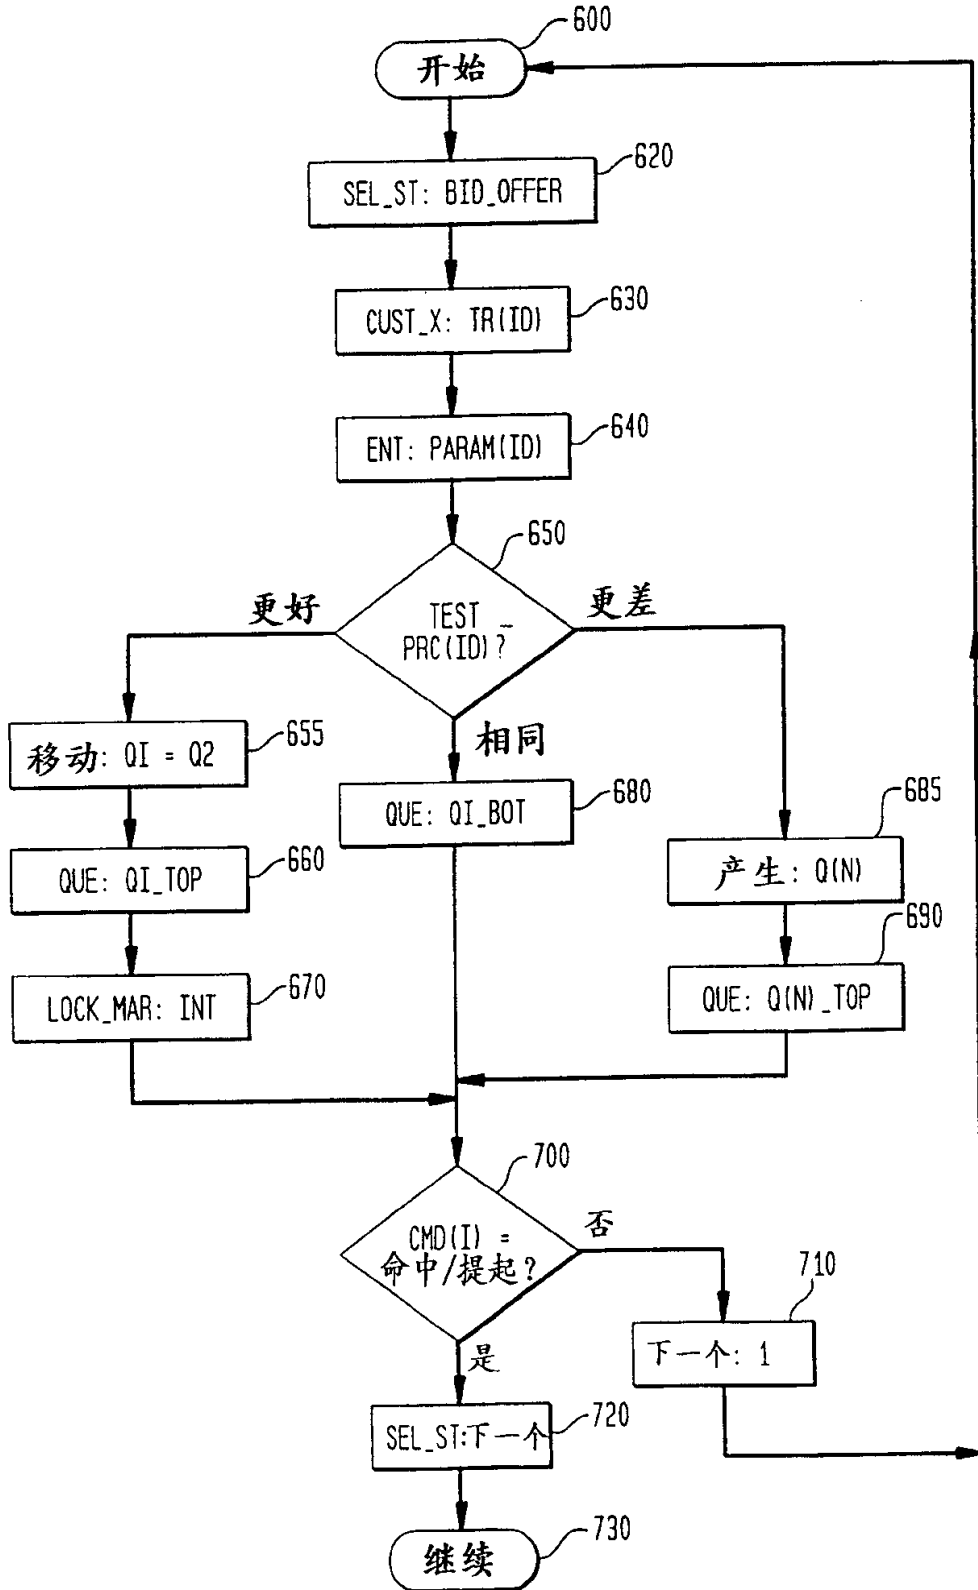 600
开始
620
SEL_ST: BID_OFFER
630
CUST_X: TR(ID)
640
ENT: PARAM(ID)
650
更好
更差
TEST_
PRC(ID)?
相同
655
移动: QI = Q2
680
QUE: QI_BOT
685
产生: Q(N)
660
QUE: QI_TOP
690
QUE: Q(N)_TOP
670
LOCK_MAR: INT
700
CMD(I) =
命中/提起?
否
是
710
下一个: 1
720
SEL_ST:下一个
730
继续